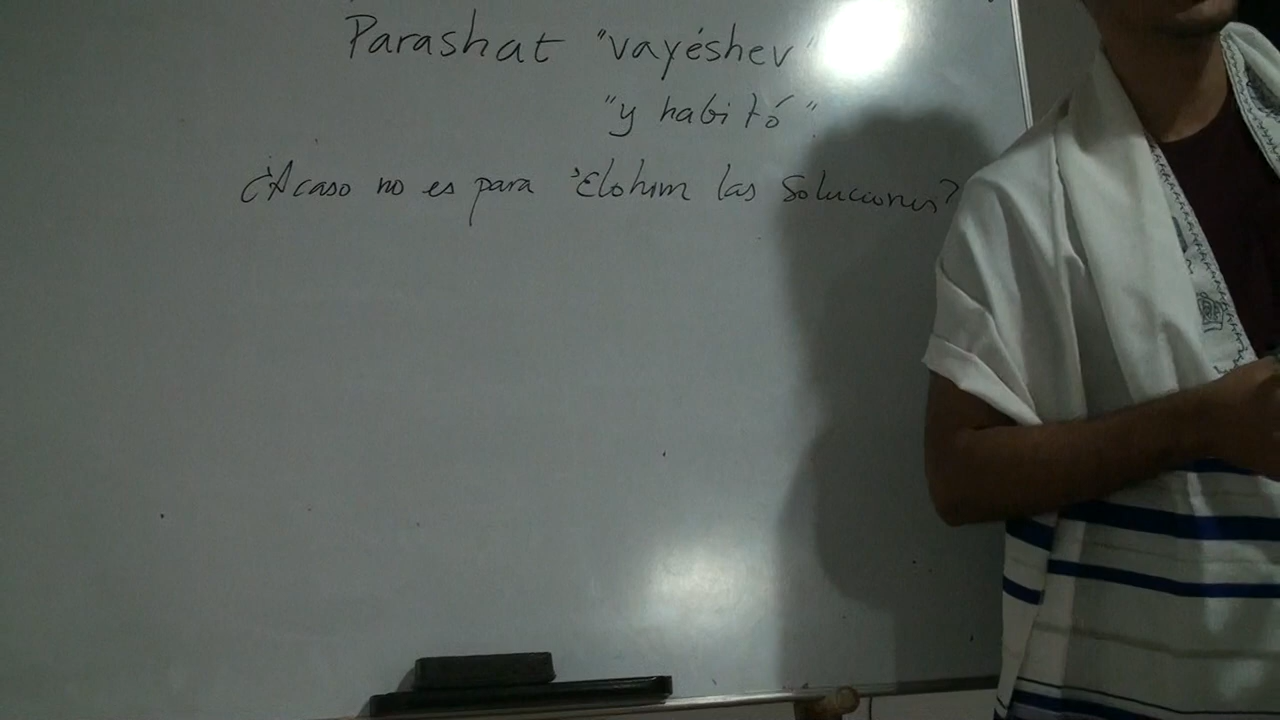 Parashat "vayéshev"
"y habitó"
¿Acaso no es para 'Elohim las Soluciones?